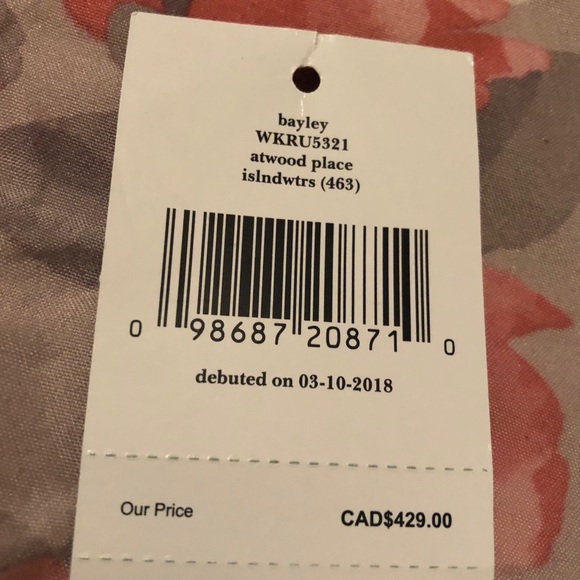 bayley
WKRU5321
atwood place
islndwtrs (463)
0 98687 20871 0
debuted on 03-10-2018
Our Price CAD$429.00